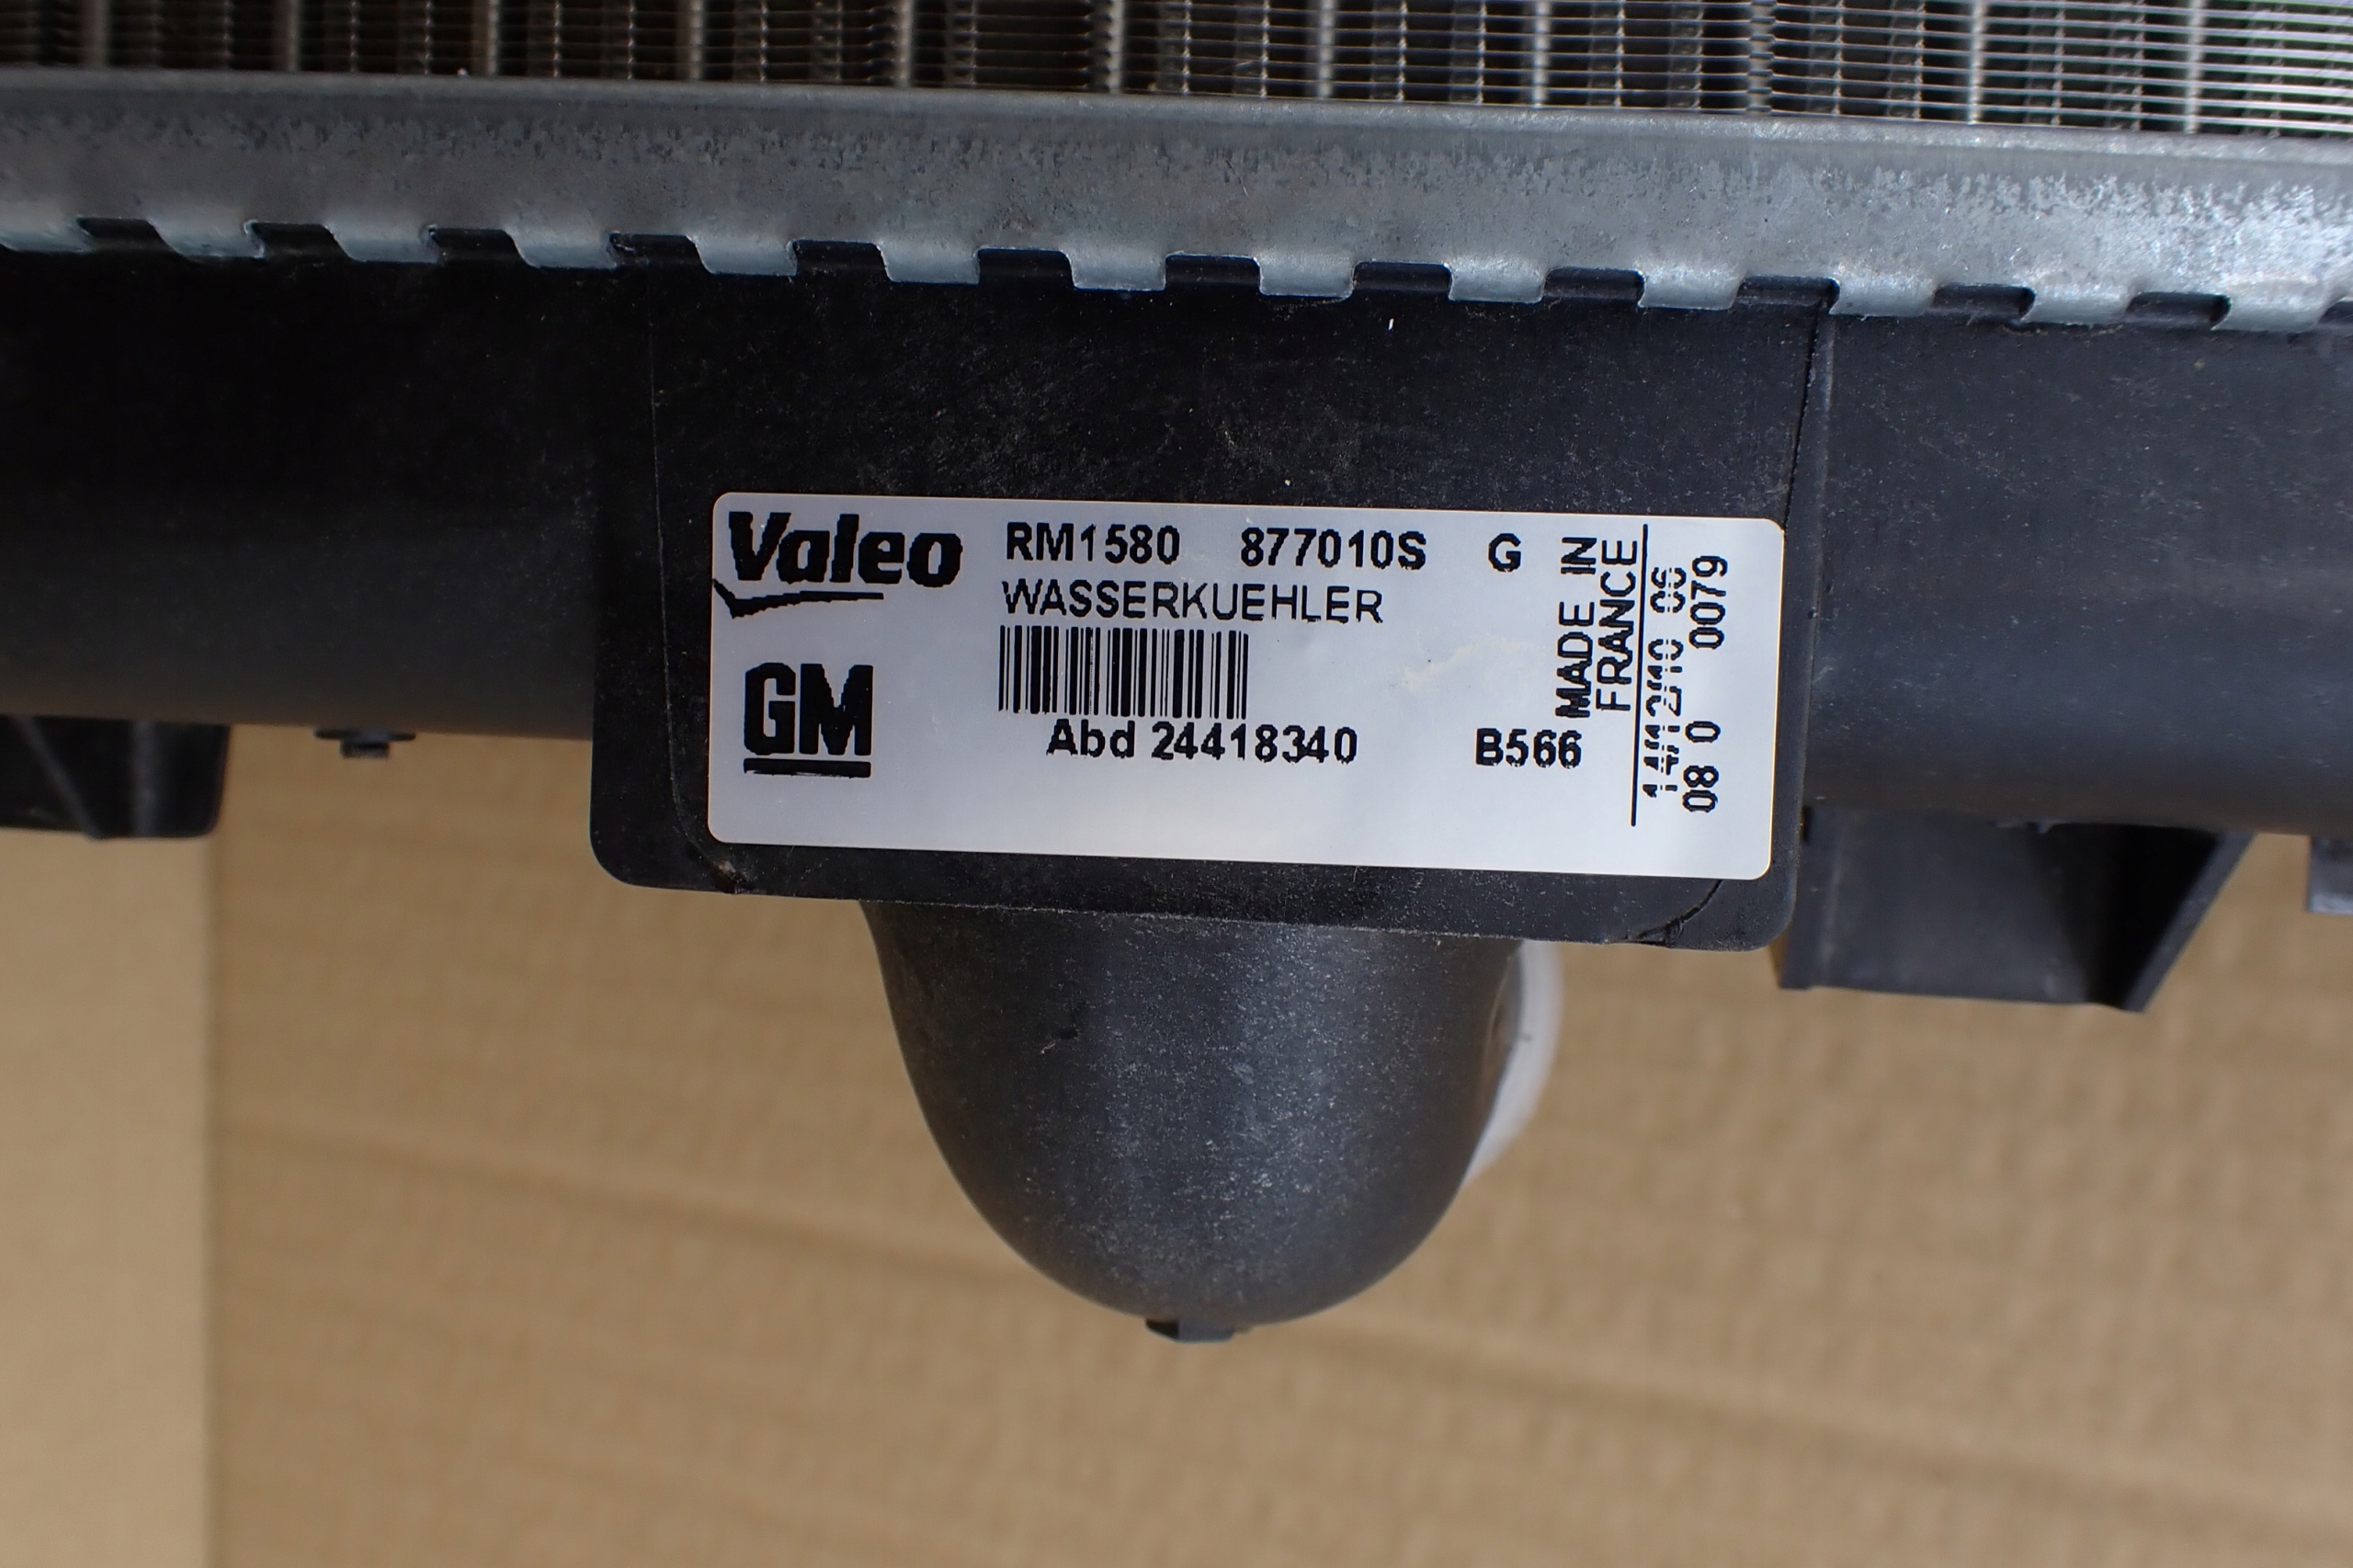 Valeo
RM1580 877010S G
WASSERKUEHLER
GM
Abd 24418340
B566
MADE IN
FRANCE
08 0 0079